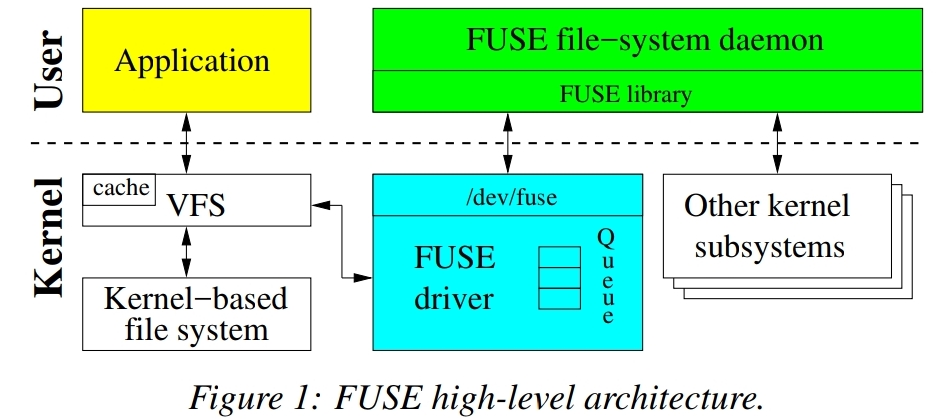 User
Application
FUSE file−system daemon
FUSE library
Kernel
cache
VFS
Kernel−based
file system
/dev/fuse
FUSE
driver
Queue
Other kernel
subsystems
Figure 1: FUSE high-level architecture.